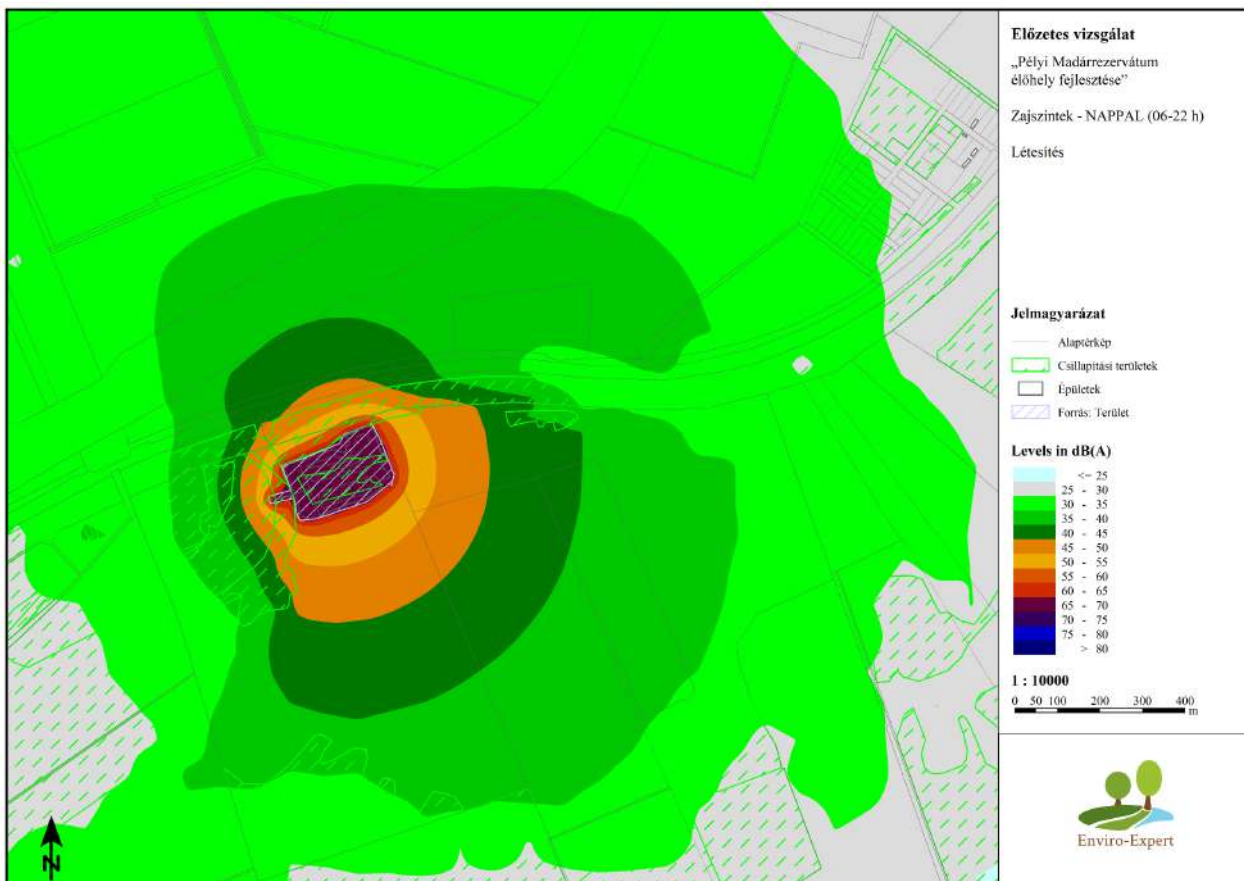 Előzetes vizsgálat
„Pélyi Madárrezervátum
élőhely fejlesztése”
Zajszintek - NAPPAL (06-22 h)
Létesítés
Jelmagyarázat
Alaptérkép
Csillapítási területek
Épületek
Forrás: Terület
Levels in dB(A)
<= 25
25 - 30
30 - 35
35 - 40
40 - 45
45 - 50
50 - 55
55 - 60
60 - 65
65 - 70
70 - 75
75 - 80
> 80
1 : 10000
0 50 100 200 300 400
m
N
Enviro-Expert